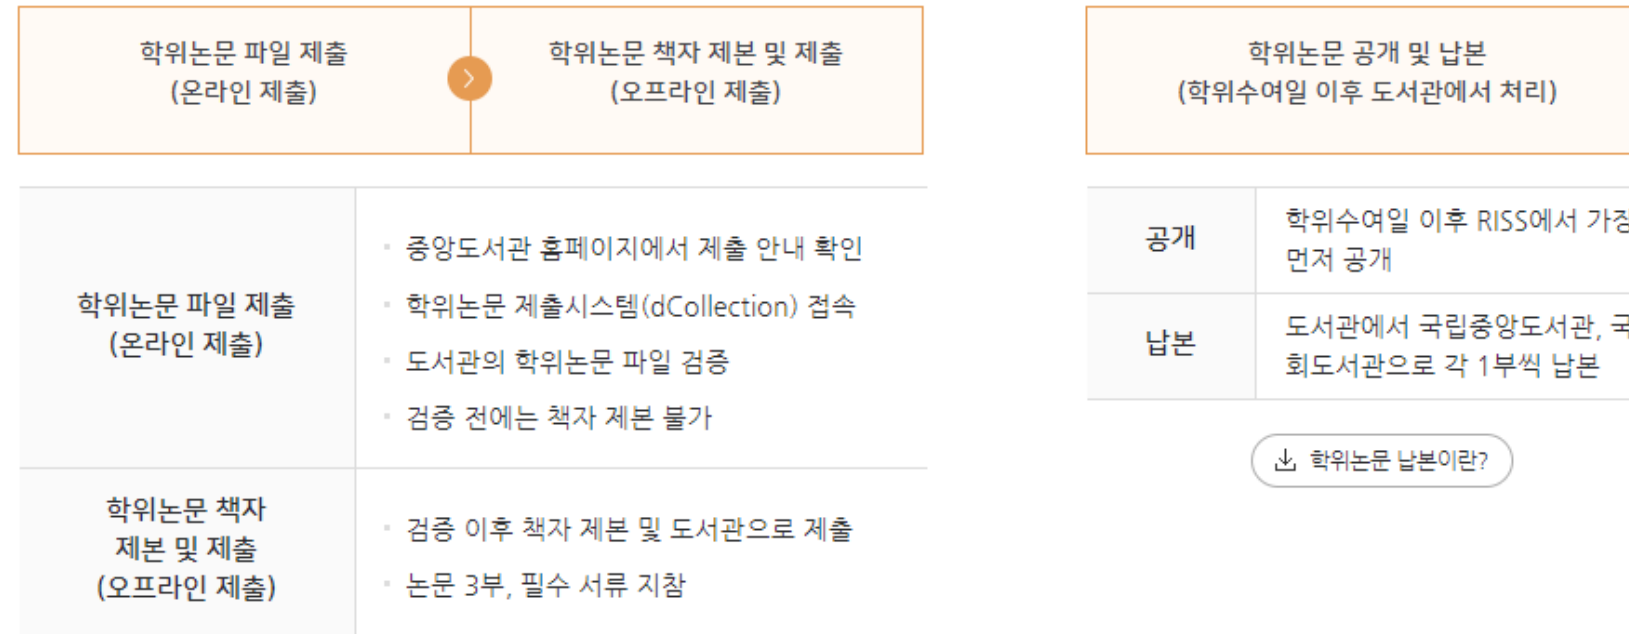 학위논문 파일 제출
(온라인 제출)
학위논문 책자 제본 및 제출
(오프라인 제출)
학위논문 파일 제출
(온라인 제출)
중앙도서관 홈페이지에서 제출 안내 확인
학위논문 제출시스템(dCollection) 접속
도서관의 학위논문 파일 검증
검증 전에는 책자 제본 불가
학위논문 책자
제본 및 제출
(오프라인 제출)
검증 이후 책자 제본 및 도서관으로 제출
논문 3부, 필수 서류 지참
학위논문 공개 및 납본
(학위수여일 이후 도서관에서 처리)
공개
학위수여일 이후 RISS에서 가장
먼저 공개
납본
도서관에서 국립중앙도서관, 국
회도서관으로 각 1부씩 납본
학위논문 납본이란?